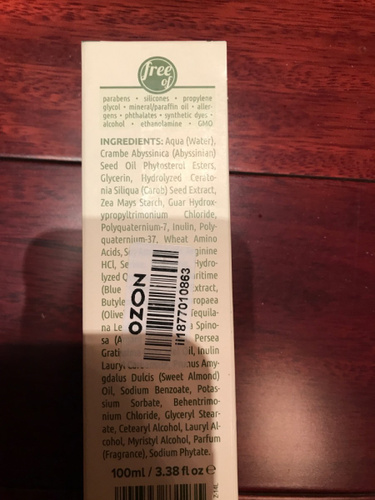 free
of
parabens • silicones • propylene
glycol • mineral/paraffin oil • aller-
gens • phthalates • synthetic dyes •
alcohol • ethanolamine • GMO
INGREDIENTS: Aqua (Water),
Crambe Abyssinica (Abyssinian)
Seed Oil Phytosterol Esters,
Glycerin, Hydrolyzed Cerato-
nia Siliqua (Carob) Seed Extract,
Zea Mays Starch, Guar Hydrox-
ypropyltrimonium Chloride,
Polyquaternium-7, Inulin, Poly-
quaternium-37, Wheat Amino
Acids,
HCl,
lyzed
(Blue
Butyle
(Olive
na Le
sa (A Persea
Grati Inulin
Lauryl
gdalus Dulcis (Sweet Almond)
Oil, Sodium Benzoate, Potas-
sium Sorbate, Behentrimo-
nium Chloride, Glyceryl Stear-
ate, Cetearyl Alcohol, Lauryl Al-
cohol, Myristyl Alcohol, Parfum
(Fragrance), Sodium Phytate.
100ml / 3.38 fl.oz ℮
OZON
ii1877010863